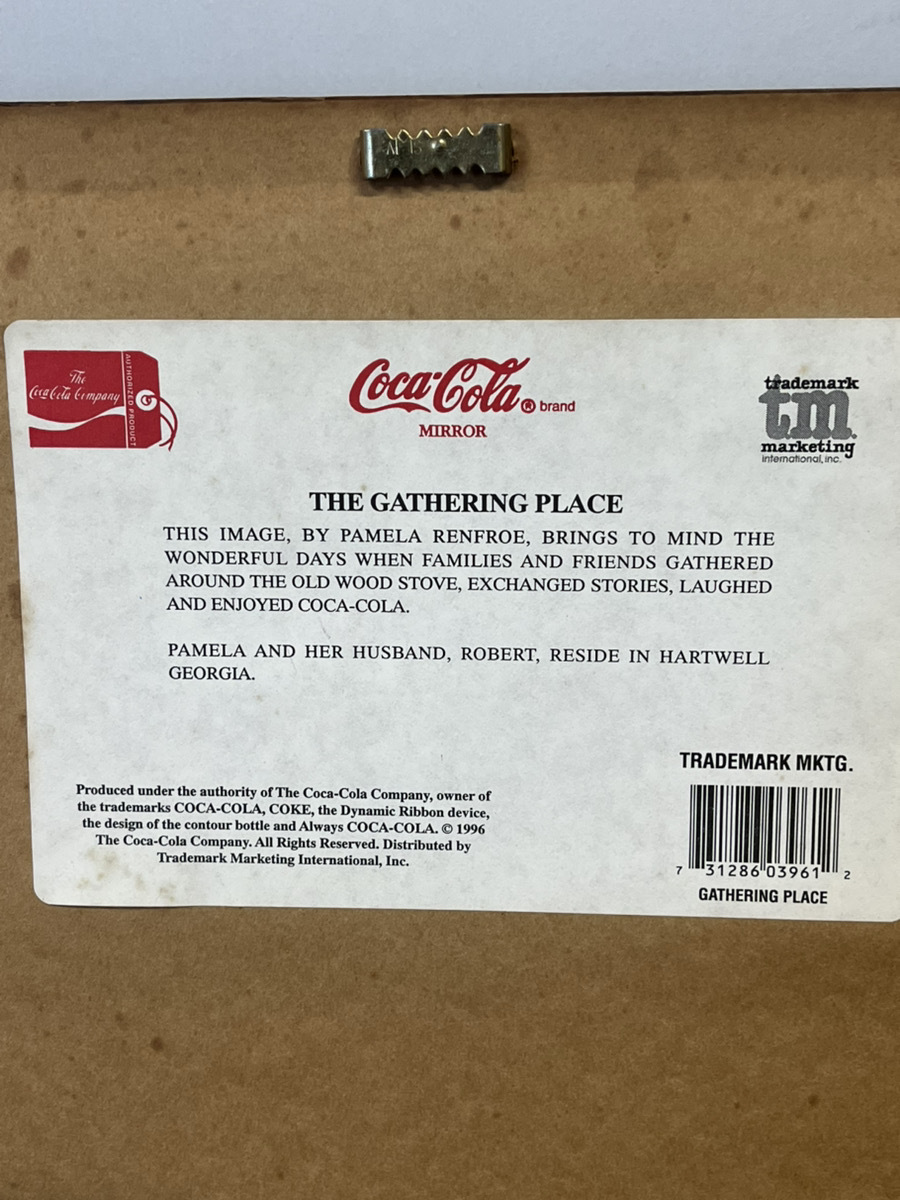 The
Coca-Cola Company
AUTHORIZED PRODUCT
Coca-Cola® brand
MIRROR
trademark
tm
marketing
international, inc.
THE GATHERING PLACE
THIS IMAGE, BY PAMELA RENFROE, BRINGS TO MIND THE
WONDERFUL DAYS WHEN FAMILIES AND FRIENDS GATHERED
AROUND THE OLD WOOD STOVE, EXCHANGED STORIES, LAUGHED
AND ENJOYED COCA-COLA.
PAMELA AND HER HUSBAND, ROBERT, RESIDE IN HARTWELL
GEORGIA.
Produced under the authority of The Coca-Cola Company, owner of
the trademarks COCA-COLA, COKE, the Dynamic Ribbon device,
the design of the contour bottle and Always COCA-COLA. © 1996
The Coca-Cola Company. All Rights Reserved. Distributed by
Trademark Marketing International, Inc.
TRADEMARK MKTG.
7 31286 03961 2
GATHERING PLACE